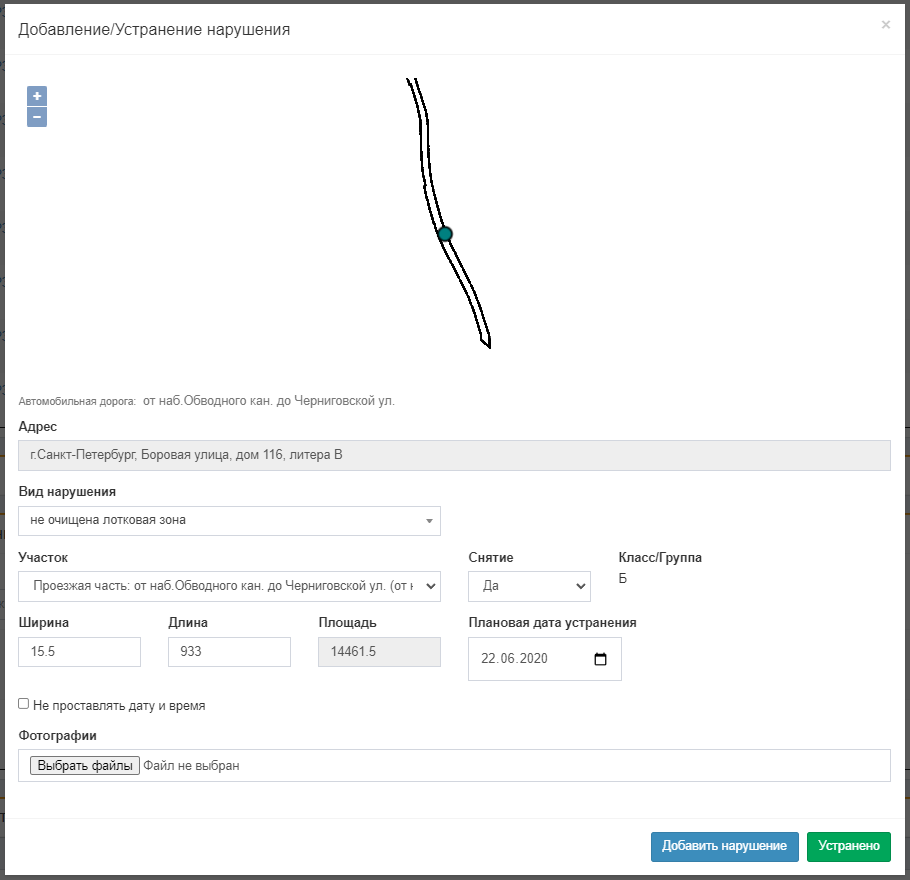 Добавление/Устранение нарушения
×
+
−
Автомобильная дорога: от наб.Обводного кан. до Черниговской ул.
Адрес
г.Санкт-Петербург, Боровая улица, дом 116, литера В
Вид нарушения
не очищена лотковая зона
Участок Снятие Класс/Группа
Проезжая часть: от наб.Обводного кан. до Черниговской ул. (от Да Б
Ширина Длина Площадь Плановая дата устранения
15.5 933 14461.5 22.06.2020
Не проставлять дату и время
Фотографии
Выбрать файлы Файл не выбран
Добавить нарушение Устранено